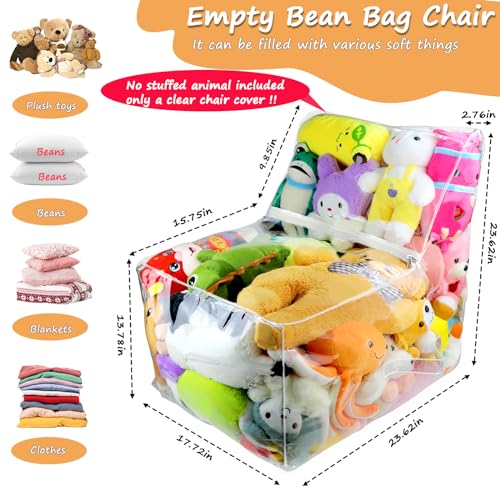 Empty Bean Bag Chair
It can be filled with various soft things
No stuffed animal included
only a clear chair cover !!
Plush toys
Beans
Beans
Beans
Blankets
Clothes
2.76in
9.85in
15.75in
23.62in
13.78in
17.72in
23.62in